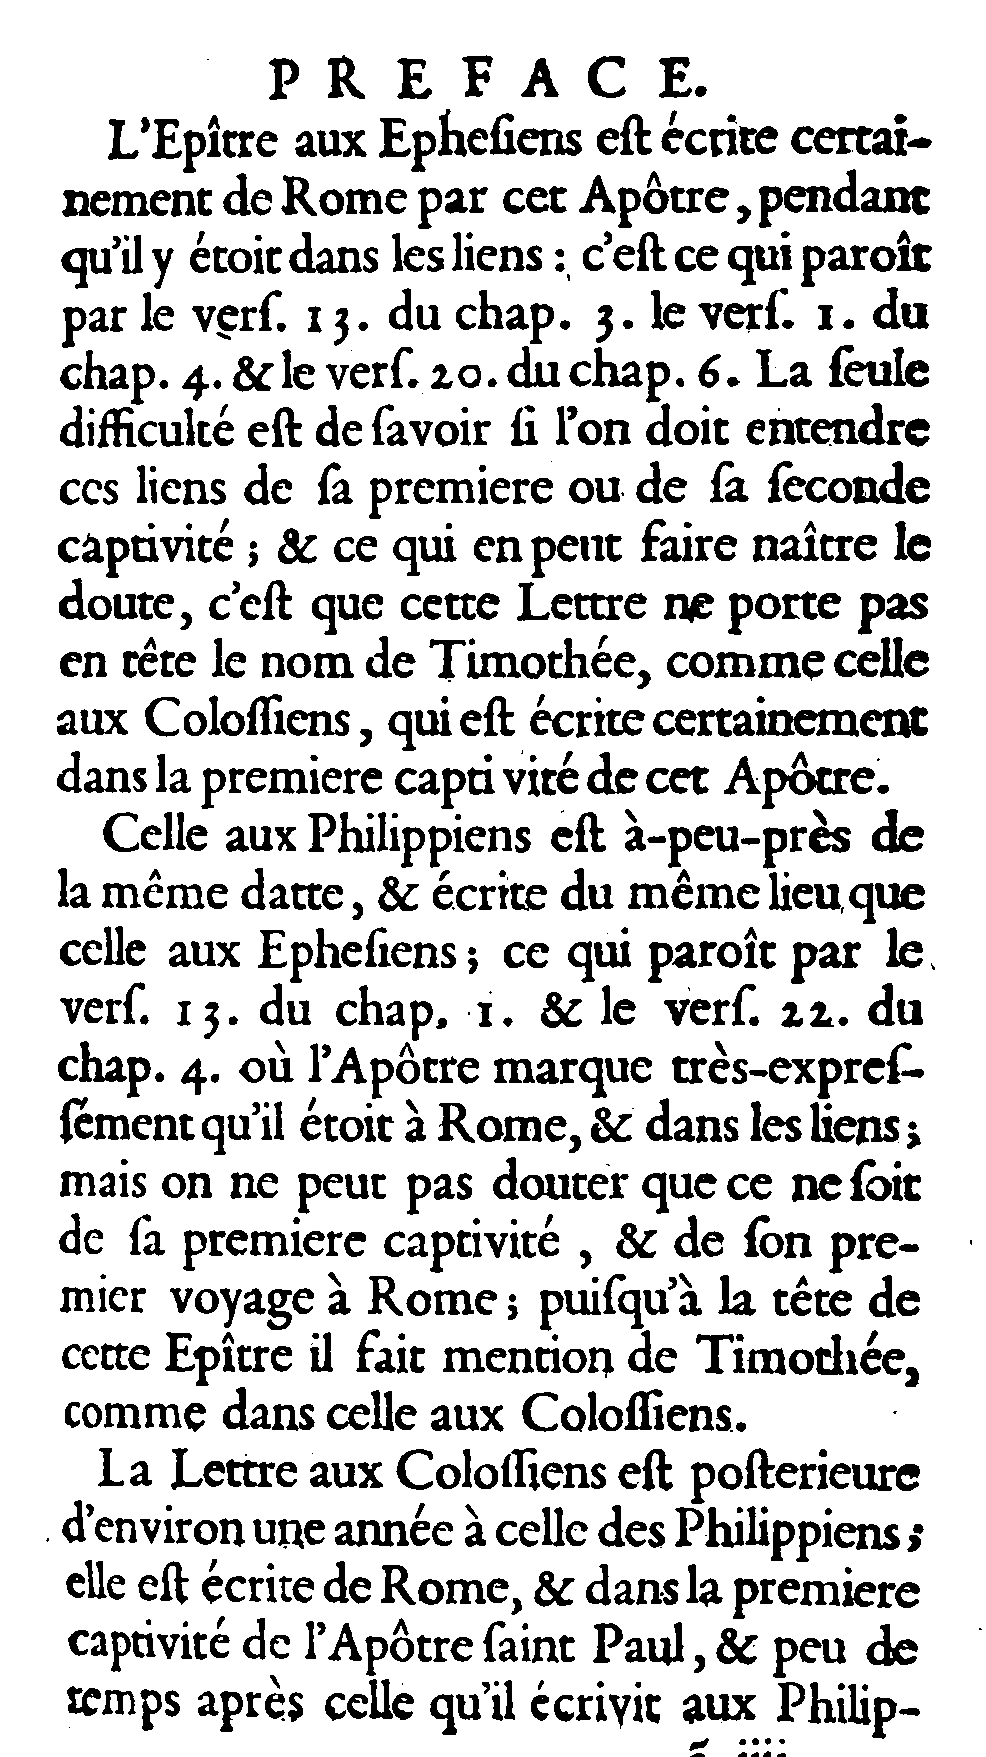 PREFACE.
L'Epître aux Ephesiens eſt écrite certai-
nement de Rome par cet Apôtre, pendant
qu'il y étoit dans les liens : c'eſt ce qui paroît
par le verſ. 13. du chap. 3. le verſ. 1. du
chap. 4. & le verſ. 20. du chap. 6. La ſeule
difficulté eſt de ſavoir ſi l'on doit entendre
ces liens de ſa premiere ou de ſa ſeconde
captivité ; & ce qui en peut faire naître le
doute, c'eſt que cette Lettre ne porte pas
en tête le nom de Timothée, comme celle
aux Coloſſiens, qui eſt écrite certainement
dans la premiere capti vité de cet Apôtre.
Celle aux Philippiens eſt à-peu-près de
la même datte, & écrite du même lieu que
celle aux Epheſiens ; ce qui paroît par le
verſ. 13. du chap. 1. & le verſ. 22. du
chap. 4. où l'Apôtre marque très-expreſ-
ſément qu'il étoit à Rome, & dans les liens ;
mais on ne peut pas douter que ce ne ſoit
de ſa premiere captivité , & de ſon pre-
mier voyage à Rome ; puiſqu'à la tête de
cette Epître il fait mention de Timothée,
comme dans celle aux Coloſſiens.
La Lettre aux Coloſſiens eſt poſterieure
d'environ une année à celle des Philippiens ;
elle eſt écrite de Rome, & dans la premiere
captivité de l'Apôtre ſaint Paul, & peu de
temps après celle qu'il écrivit aux Philip-
ã iiij